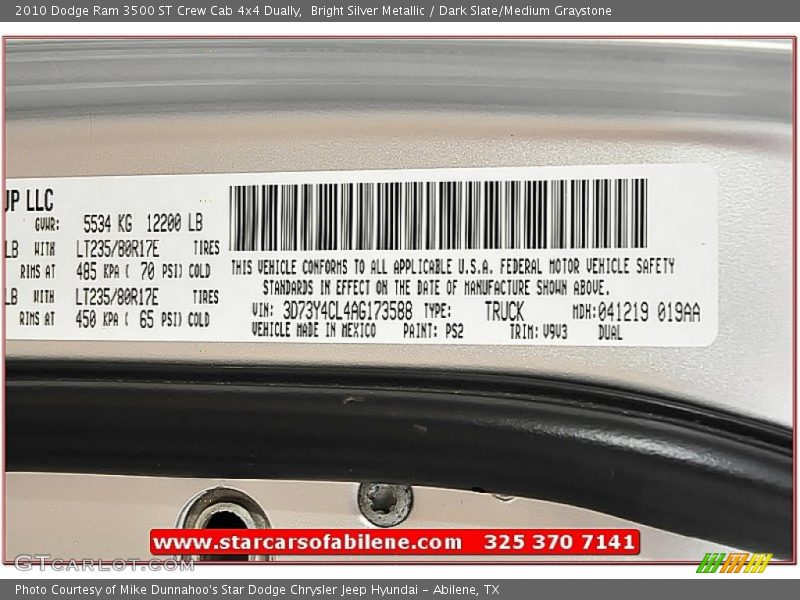 2010 Dodge Ram 3500 ST Crew Cab 4x4 Dually,  Bright Silver Metallic / Dark Slate/Medium Graystone
UP LLC
GVWR: 5534 KG 12200 LB
LB WITH LT235/80R17E TIRES
RIMS AT 485 KPA ( 70 PSI) COLD
LB WITH LT235/80R17E TIRES
RIMS AT 450 KPA ( 65 PSI) COLD
THIS VEHICLE CONFORMS TO ALL APPLICABLE U.S.A. FEDERAL MOTOR VEHICLE SAFETY
STANDARDS IN EFFECT ON THE DATE OF MANUFACTURE SHOWN ABOVE.
VIN: 3D73Y4CL4AG173588 TYPE: TRUCK MDH:041219 019AA
VEHICLE MADE IN MEXICO PAINT: PS2 TRIM: V9V3 DUAL
www.starcarsofabilene.com 325 370 7141
GTCARLOT.COM
Photo Courtesy of Mike Dunnahoo's Star Dodge Chrysler Jeep Hyundai - Abilene, TX